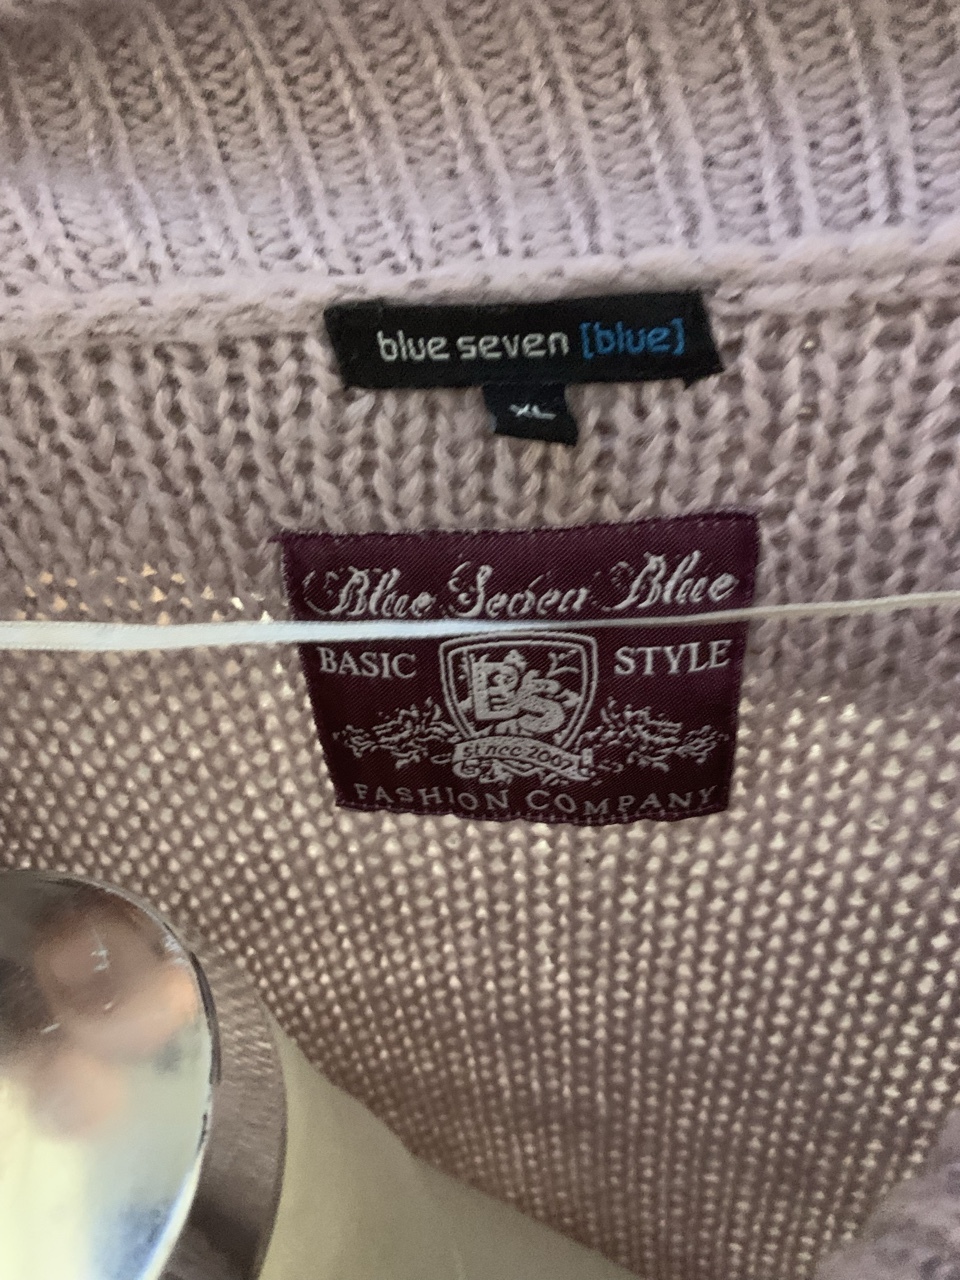 blue seven [blue]
XL
Blue Seven Blue
BASIC STYLE
BS
since 2007
FASHION COMPANY